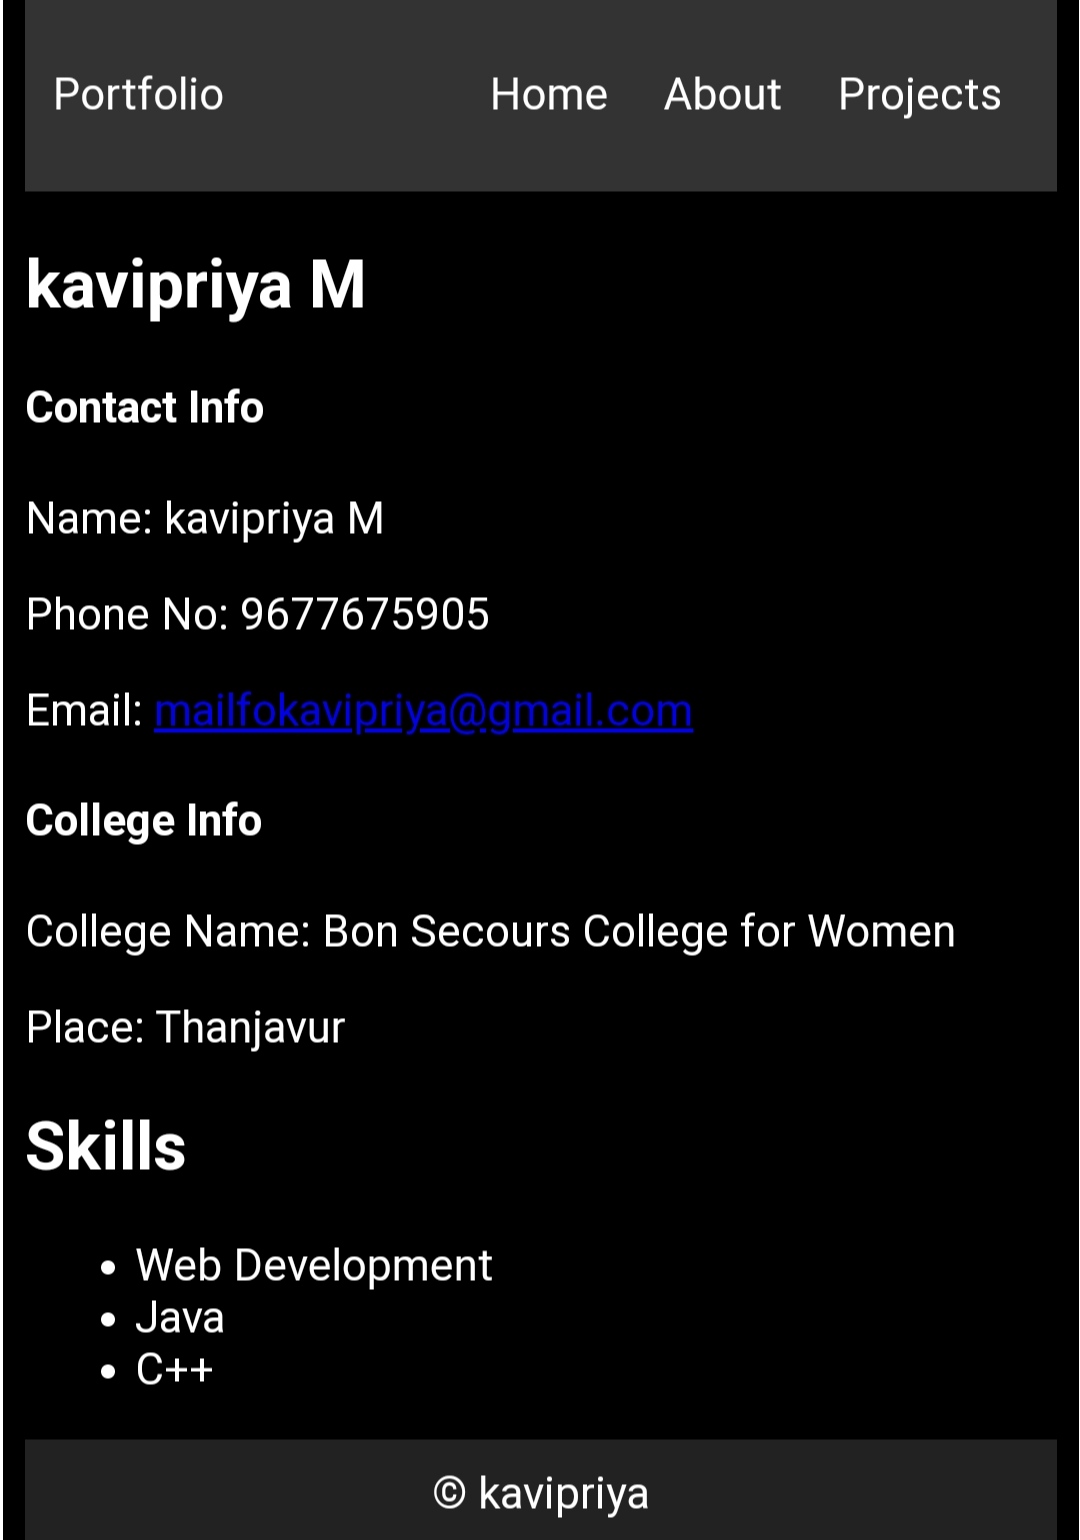 Portfolio Home About Projects
kavipriya M
Contact Info
Name: kavipriya M
Phone No: 9677675905
Email: mailfokavipriya@gmail.com
College Info
College Name: Bon Secours College for Women
Place: Thanjavur
Skills
• Web Development
• Java
• C++
© kavipriya